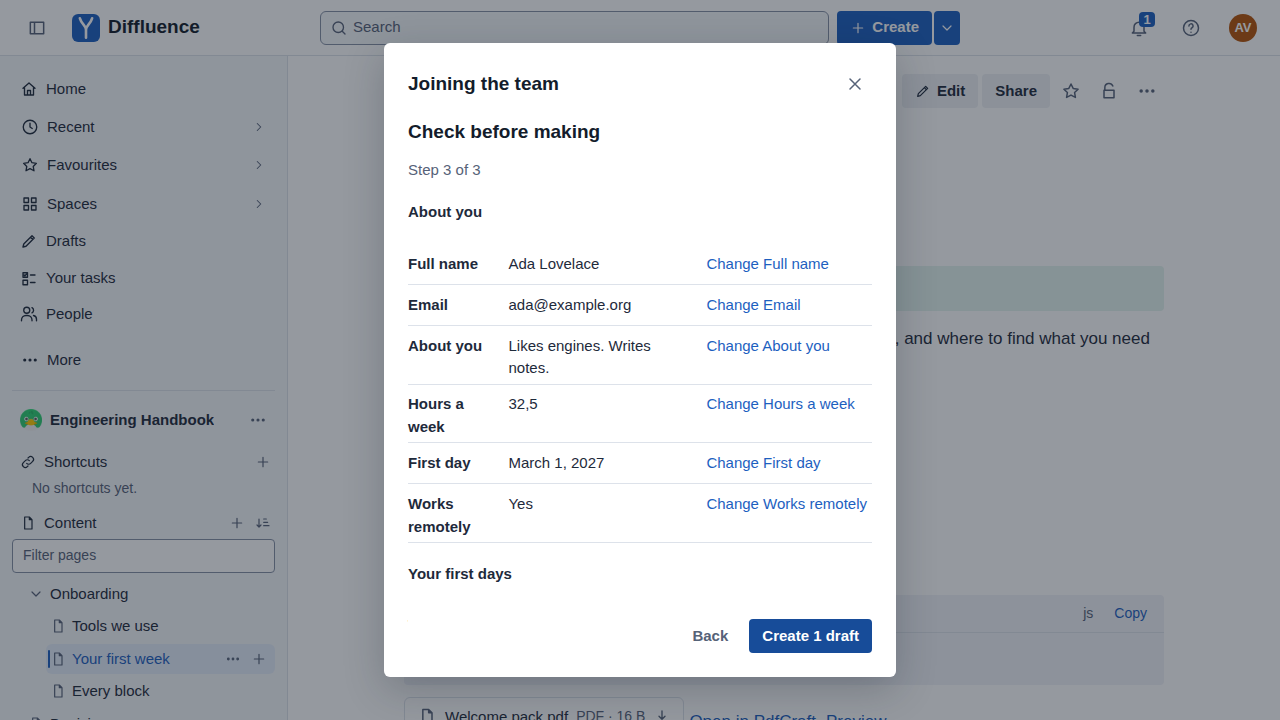 Diffluence
Search
Create
1
AV
Home
Recent
Favourites
Spaces
Drafts
Your tasks
People
More
Engineering Handbook
Shortcuts
No shortcuts yet.
Content
Filter pages
Onboarding
Tools we use
Your first week
Every block
Edit
Share
, and where to find what you need
js
Copy
Welcome pack.pdf PDF · 16 B
Open in PdfCraft Preview
Joining the team
Check before making
Step 3 of 3
About you
Full name Ada Lovelace Change Full name
Email ada@example.org Change Email
About you Likes engines. Writes Change About you
notes.
Hours a 32,5 Change Hours a week
week
First day March 1, 2027 Change First day
Works Yes Change Works remotely
remotely
Your first days
Back
Create 1 draft